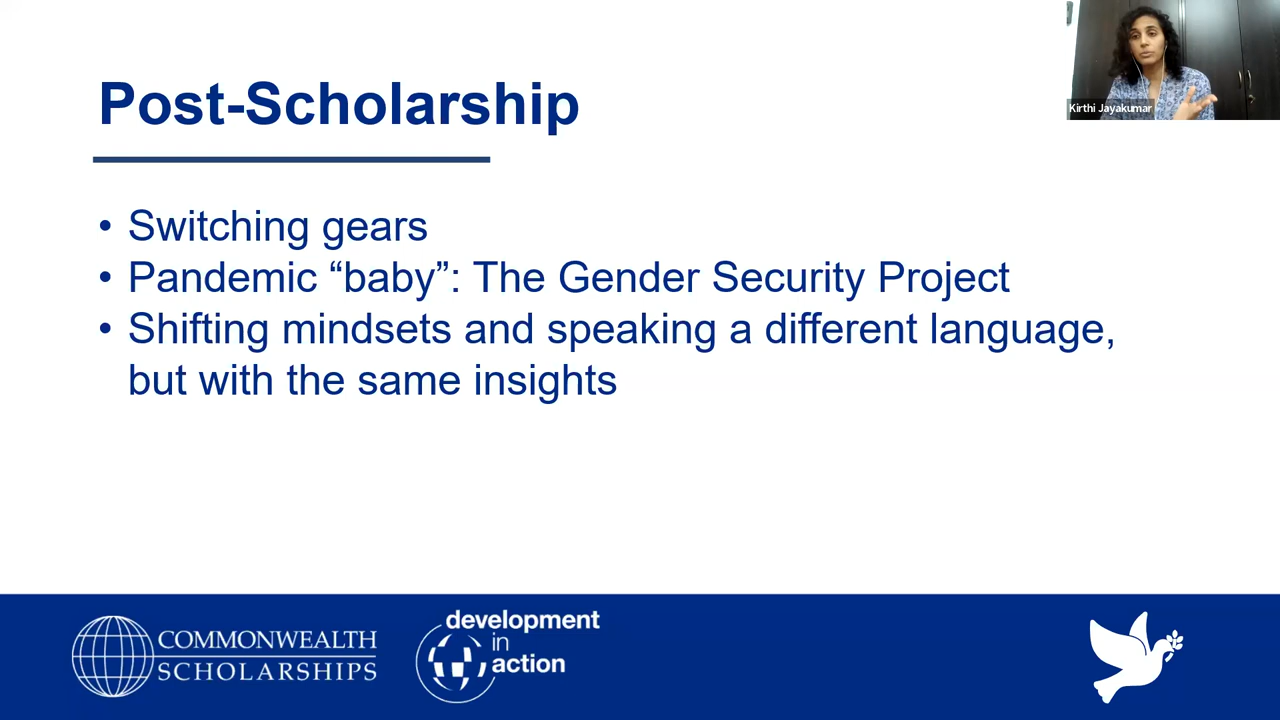 Post-Scholarship
Kirthi Jayakumar
• Switching gears
• Pandemic “baby”: The Gender Security Project
• Shifting mindsets and speaking a different language,
but with the same insights
COMMONWEALTH
SCHOLARSHIPS
development
in
action